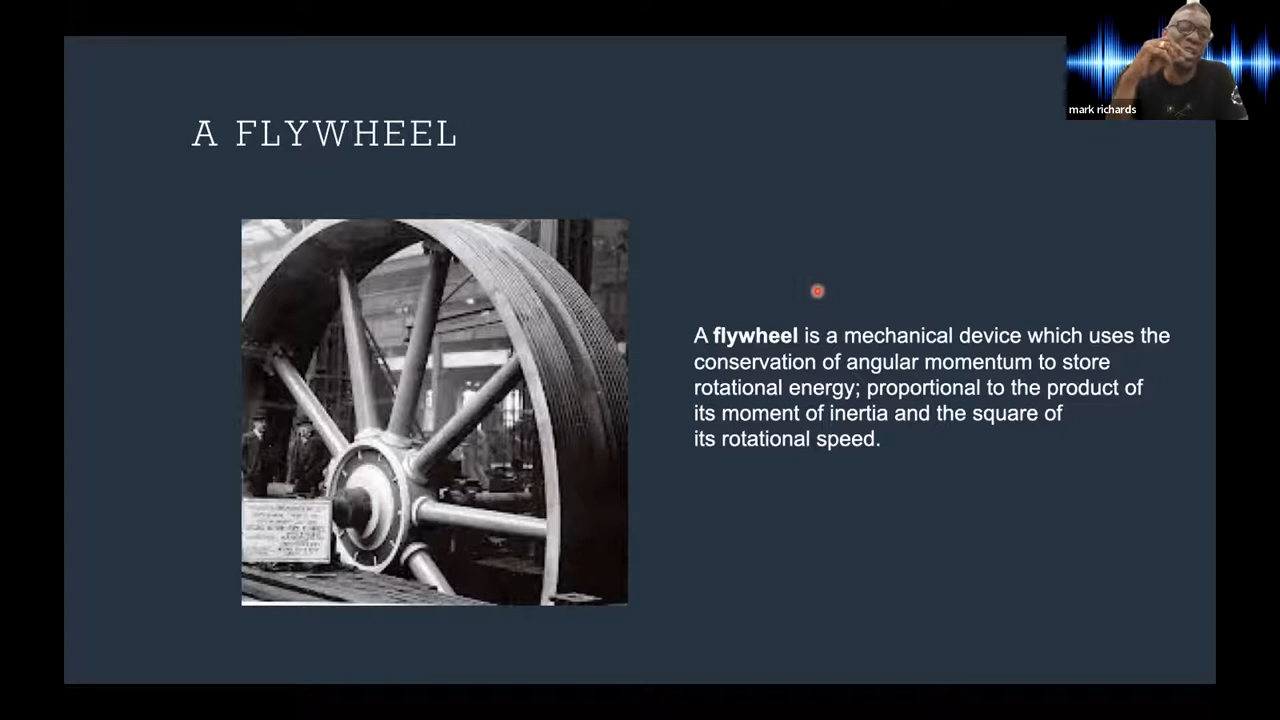 mark richards
A FLYWHEEL
A flywheel is a mechanical device which uses the
conservation of angular momentum to store
rotational energy; proportional to the product of
its moment of inertia and the square of
its rotational speed.